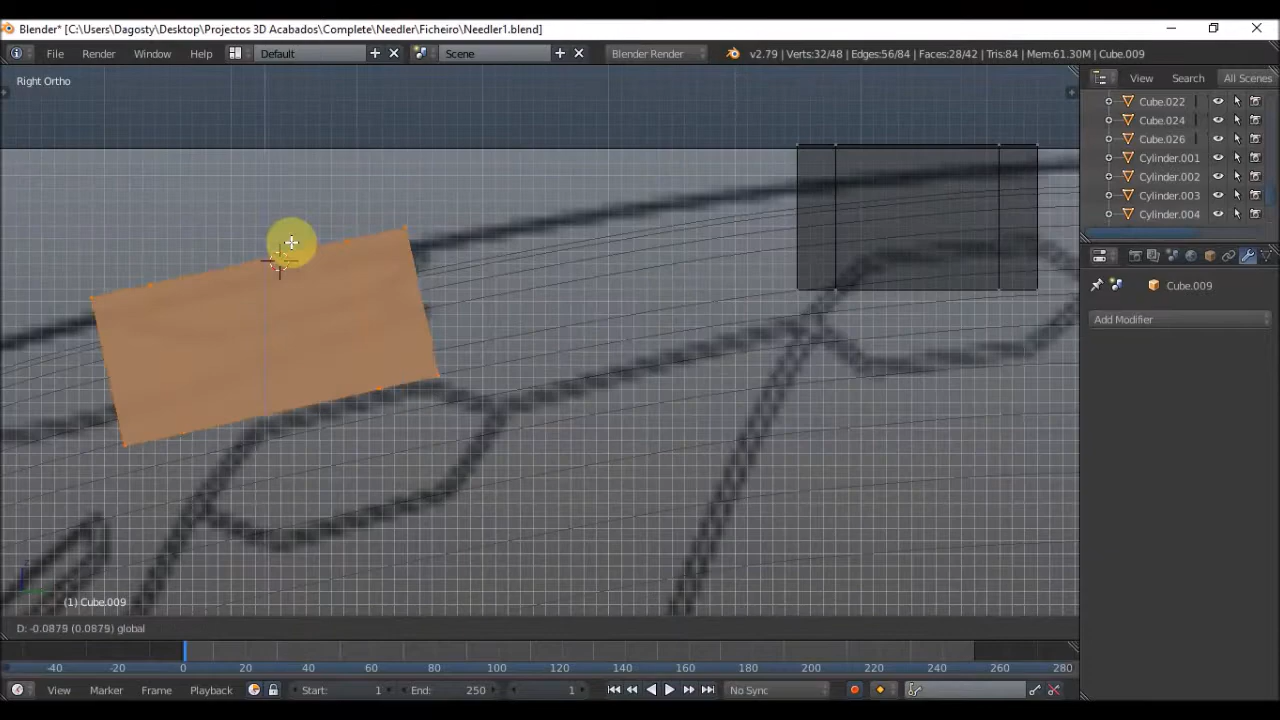 Blender* [C:\Users\Dagosty\Desktop\Projectos 3D Acabados\Complete\Needler\Ficheiro\Needler1.blend]
File Render Window Help Default Scene Blender Render v2.79 | Verts:32/48 | Edges:56/84 | Faces:28/42 | Tris:84 | Mem:61.30M | Cube.009
Right Ortho
View Search All Scenes
Cube.022
Cube.024
Cube.026
Cylinder.001
Cylinder.002
Cylinder.003
Cylinder.004
Cube.009
Add Modifier
(1) Cube.009
D: -0.0879 (0.0879) global
-40 -20 0 20 40 60 80 100 120 140 160 180 200 220 240 260 280
View Marker Frame Playback Start: 1 End: 250 1 No Sync